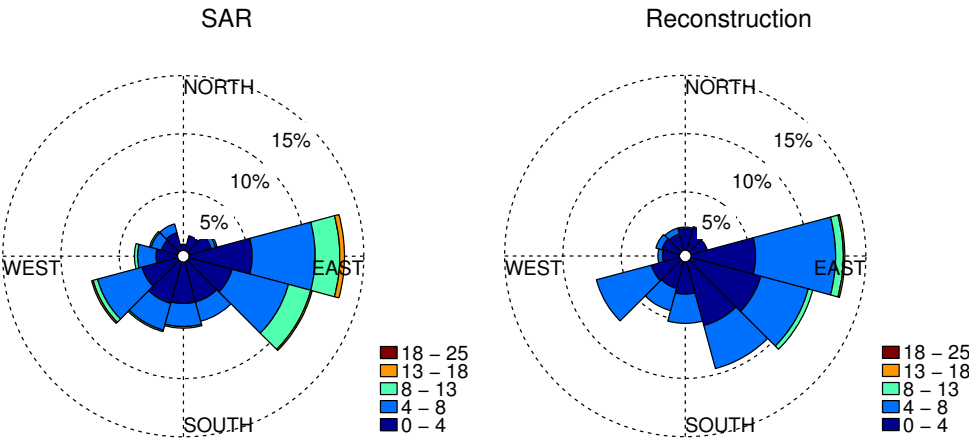 SAR
NORTH
15%
10%
5%
WEST
EAST
SOUTH
18 – 25
13 – 18
8 – 13
4 – 8
0 – 4
Reconstruction
NORTH
15%
10%
5%
WEST
EAST
SOUTH
18 – 25
13 – 18
8 – 13
4 – 8
0 – 4